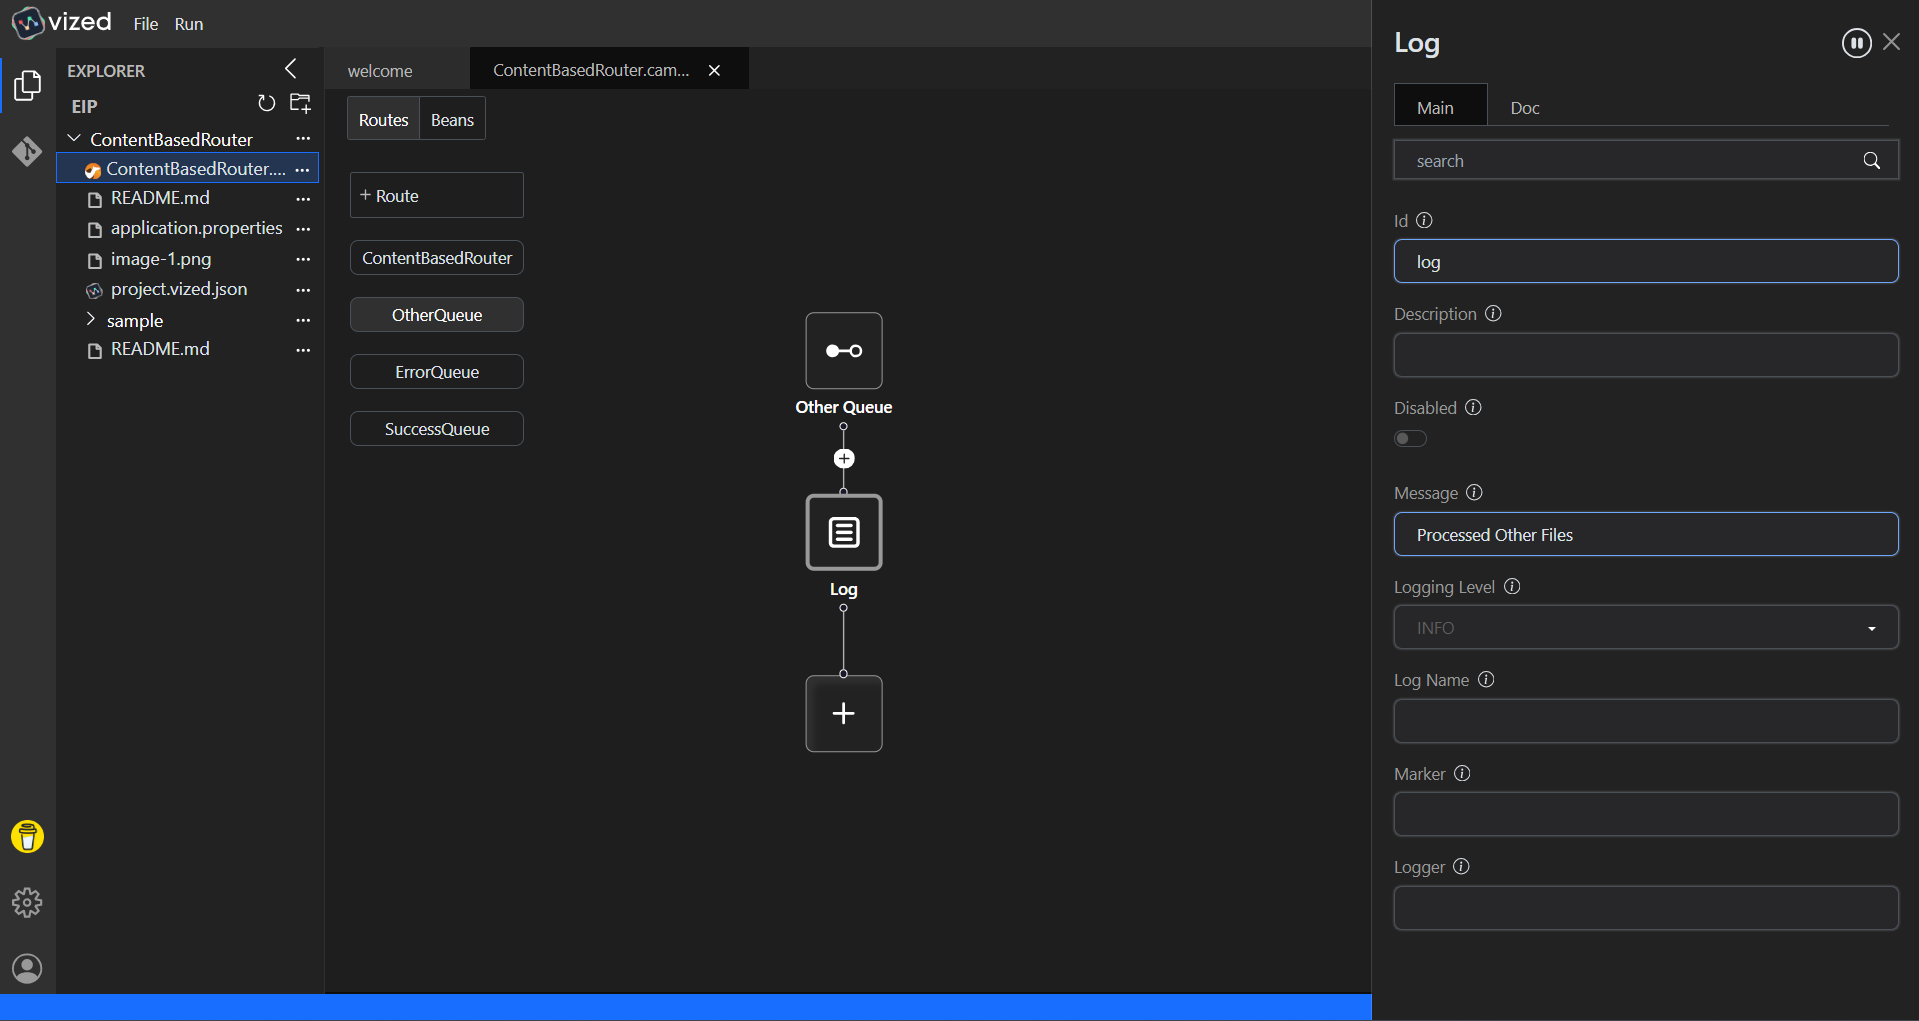 vized File Run
EXPLORER
EIP
ContentBasedRouter ...
ContentBasedRouter.... ...
README.md ...
application.properties ...
image-1.png ...
project.vized.json ...
sample ...
README.md ...
welcome
ContentBasedRouter.cam...
Routes Beans
+ Route
ContentBasedRouter
OtherQueue
ErrorQueue
SuccessQueue
Other Queue
Log
Log
Main Doc
search
Id
log
Description
Disabled
Message
Processed Other Files
Logging Level
INFO
Log Name
Marker
Logger